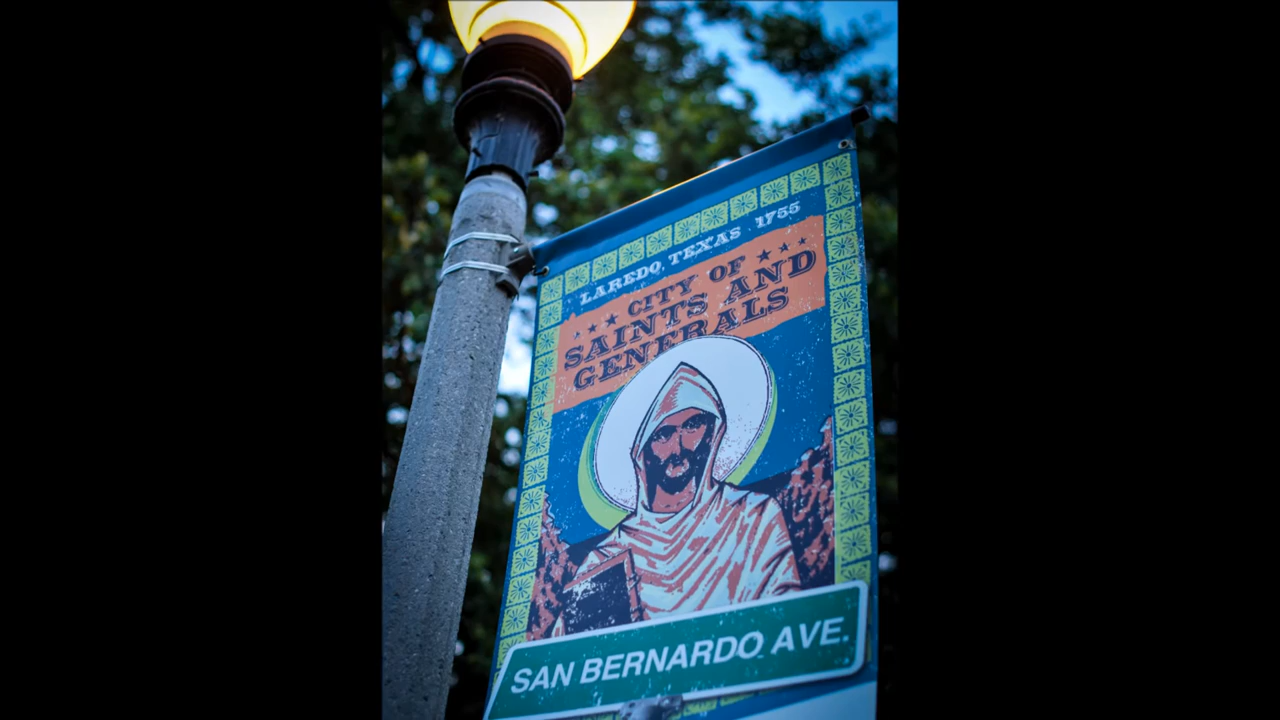 LAREDO TEXAS 1755
CITY OF
SAINTS AND
GENERALS
SAN BERNARDO AVE.